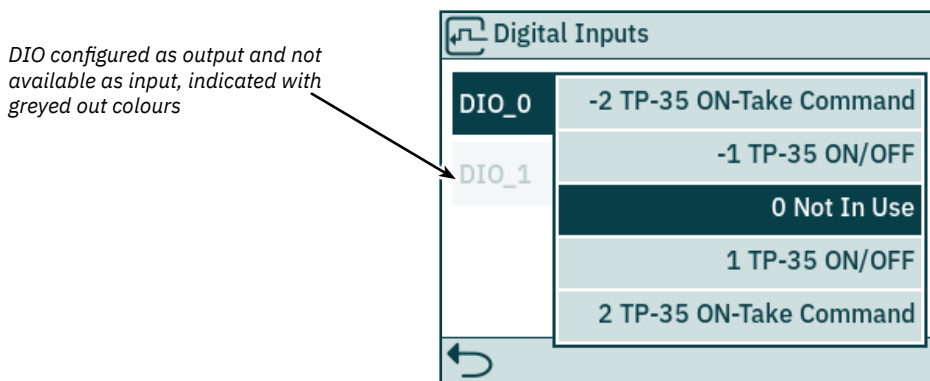 DIO configured as output and not
available as input, indicated with
greyed out colours
Digital Inputs
DIO_0
DIO_1
-2 TP-35 ON-Take Command
-1 TP-35 ON/OFF
0 Not In Use
1 TP-35 ON/OFF
2 TP-35 ON-Take Command